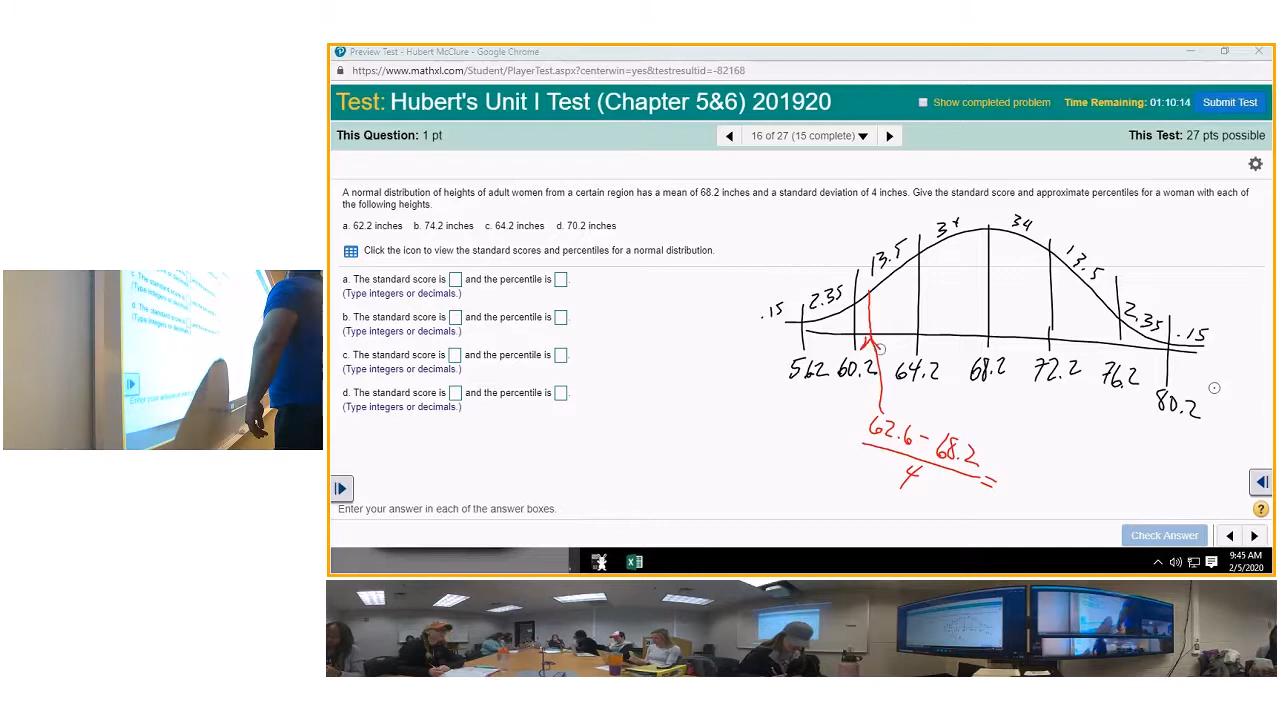 Preview Test - Hubert McClure - Google Chrome
https://www.mathxl.com/Student/PlayerTest.aspx?centerwin=yes&testresultid=-82168
Test: Hubert's Unit I Test (Chapter 5&6) 201920
Show completed problem
Time Remaining: 01:10:14
Submit Test
This Question: 1 pt
16 of 27 (15 complete)
This Test: 27 pts possible
A normal distribution of heights of adult women from a certain region has a mean of 68.2 inches and a standard deviation of 4 inches. Give the standard score and approximate percentiles for a woman with each of
the following heights.
a. 62.2 inches b. 74.2 inches c. 64.2 inches d. 70.2 inches
Click the icon to view the standard scores and percentiles for a normal distribution.
a. The standard score is and the percentile is .
(Type integers or decimals.)
b. The standard score is and the percentile is .
(Type integers or decimals.)
c. The standard score is and the percentile is .
(Type integers or decimals.)
d. The standard score is and the percentile is .
(Type integers or decimals.)
.15 2.35 13.5 34 34 13.5 2.35 .15
562 60.2 64.2 68.2 72.2 76.2 80.2
62.6 - 68.2
4
=
Enter your answer in each of the answer boxes.
Check Answer
?
9:45 AM
2/5/2020